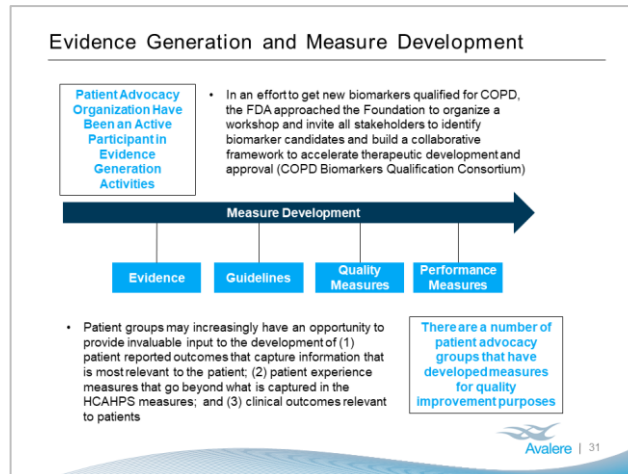 Evidence Generation and Measure Development
Patient Advocacy
Organization Have
Been an Active
Participant in
Evidence
Generation
Activities
• In an effort to get new biomarkers qualified for COPD,
the FDA approached the Foundation to organize a
workshop and invite all stakeholders to identify
biomarker candidates and build a collaborative
framework to accelerate therapeutic development and
approval (COPD Biomarkers Qualification Consortium)
Measure Development
Evidence
Guidelines
Quality
Measures
Performance
Measures
• Patient groups may increasingly have an opportunity to
provide invaluable input to the development of (1)
patient reported outcomes that capture information that
is most relevant to the patient; (2) patient experience
measures that go beyond what is captured in the
HCAHPS measures; and (3) clinical outcomes relevant
to patients
There are a number of
patient advocacy
groups that have
developed measures
for quality
improvement purposes
Avalere | 31